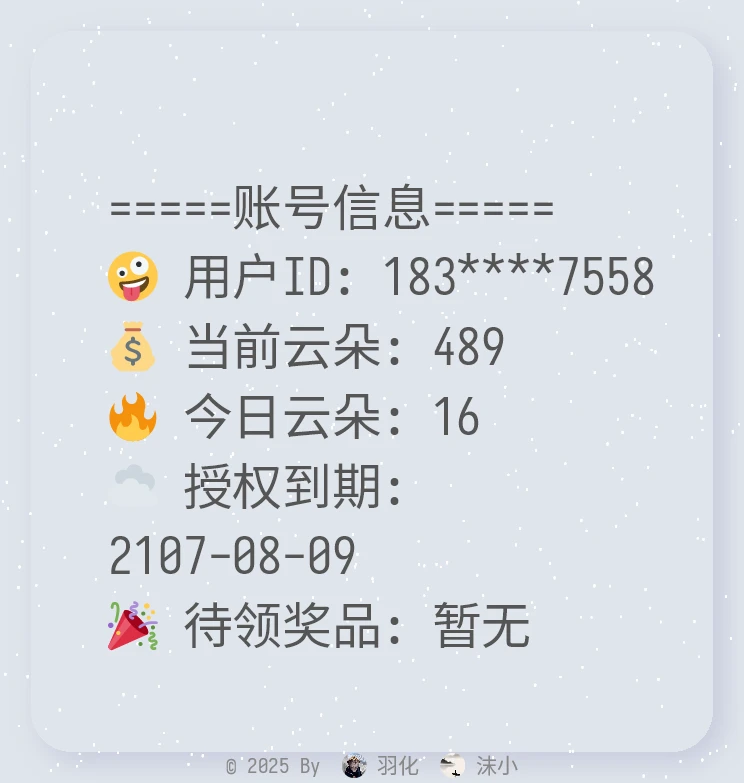 =====账号信息=====
🤪 用户ID: 183****7558
💰 当前云朵: 489
🔥 今日云朵: 16
☁️ 授权到期:
2107-08-09
🎉 待领奖品: 暂无
© 2025 By 羽化 沫小